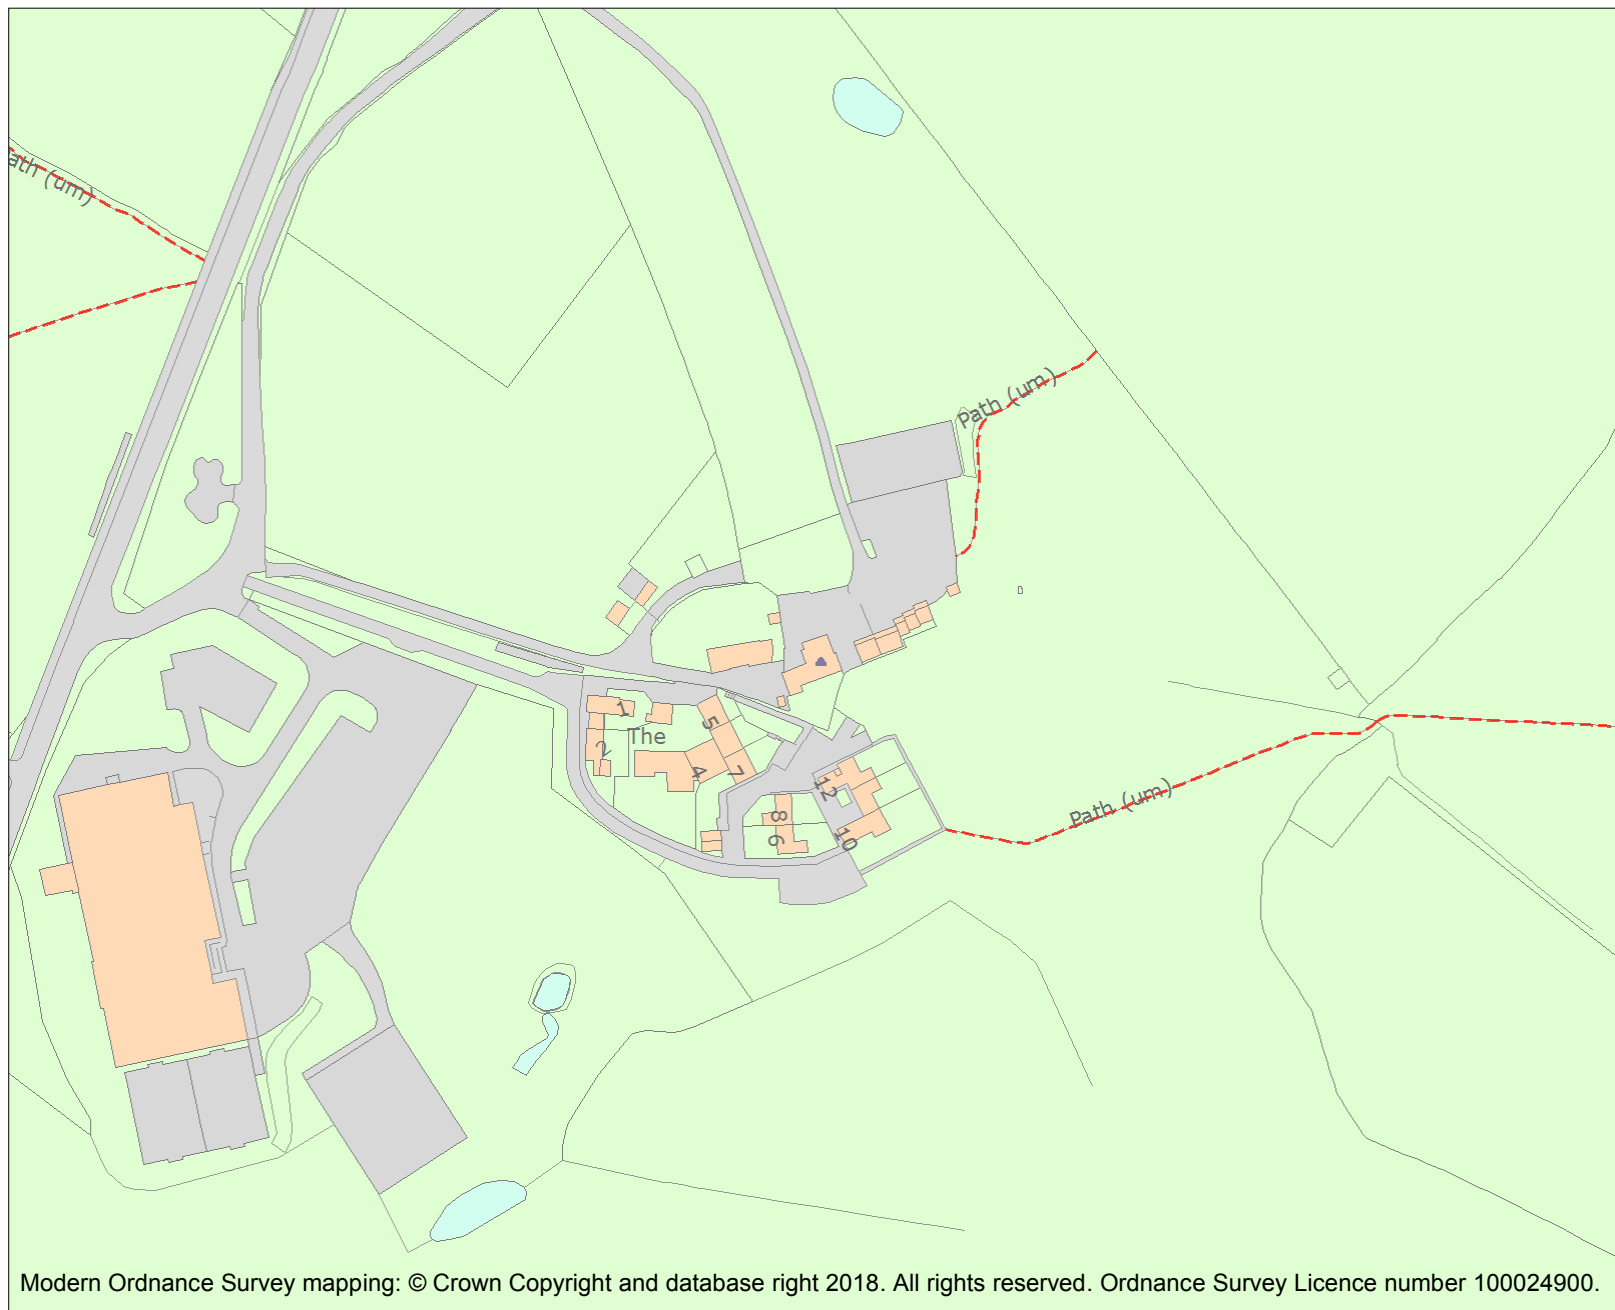 ath (um)
Path (um)
1
5
The
2
4
7
12
Path (um)
8
6
10
Modern Ordnance Survey mapping: © Crown Copyright and database right 2018. All rights reserved. Ordnance Survey Licence number 100024900.